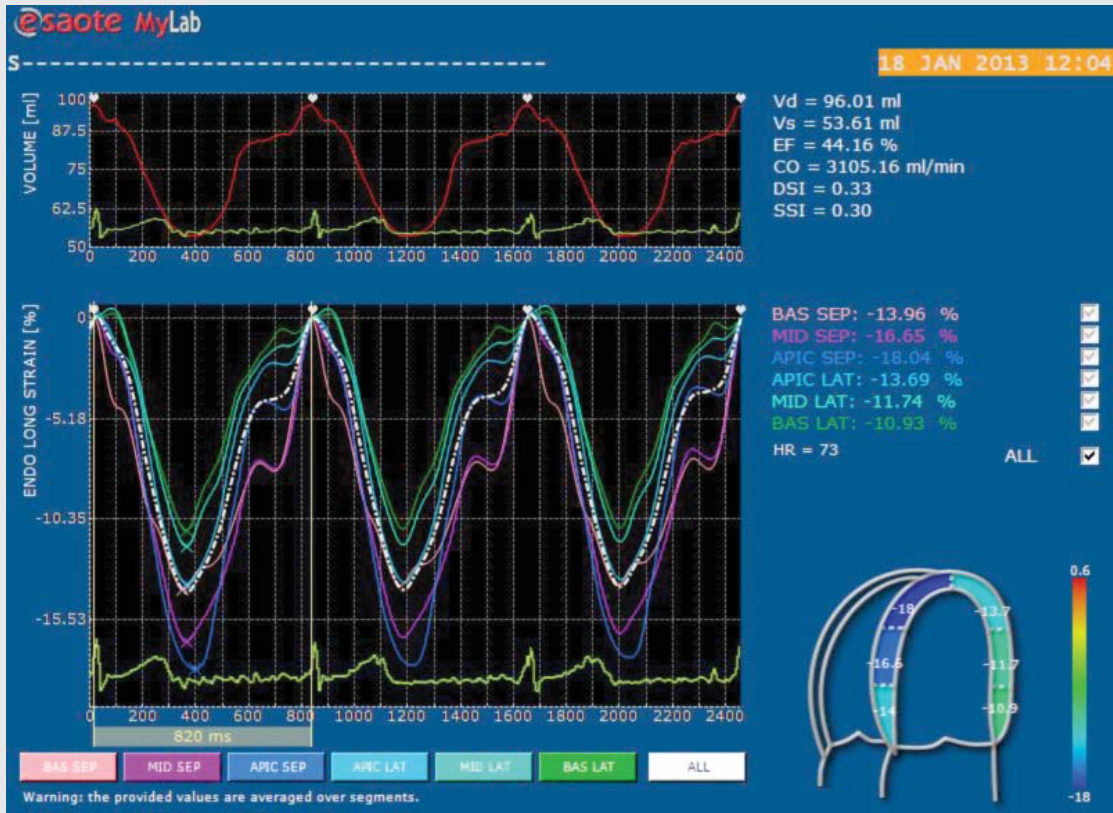 esaote MyLab
S--------------------------------------
18 JAN 2013 12:04
VOLUME [ml]
100
87.5
75
62.5
50
0 200 400 600 800 1000 1200 1400 1600 1800 2000 2200 2400
Vd = 96.01 ml
Vs = 53.61 ml
EF = 44.16 %
CO = 3105.16 ml/min
DSI = 0.33
SSI = 0.30
ENDO LONG STRAIN [%]
0
-5.18
-10.35
-15.53
0 200 400 600 800 1000 1200 1400 1600 1800 2000 2200 2400
820 ms
BAS SEP: -13.96 %
MID SEP: -16.65 %
APIC SEP: -18.04 %
APIC LAT: -13.69 %
MID LAT: -11.74 %
BAS LAT: -10.93 %
HR = 73
ALL
0.6
-18
-13.7
-16.6
-11.7
-14
-10.9
-18
BAS SEP MID SEP APIC SEP APIC LAT MID LAT BAS LAT ALL
Warning: the provided values are averaged over segments.